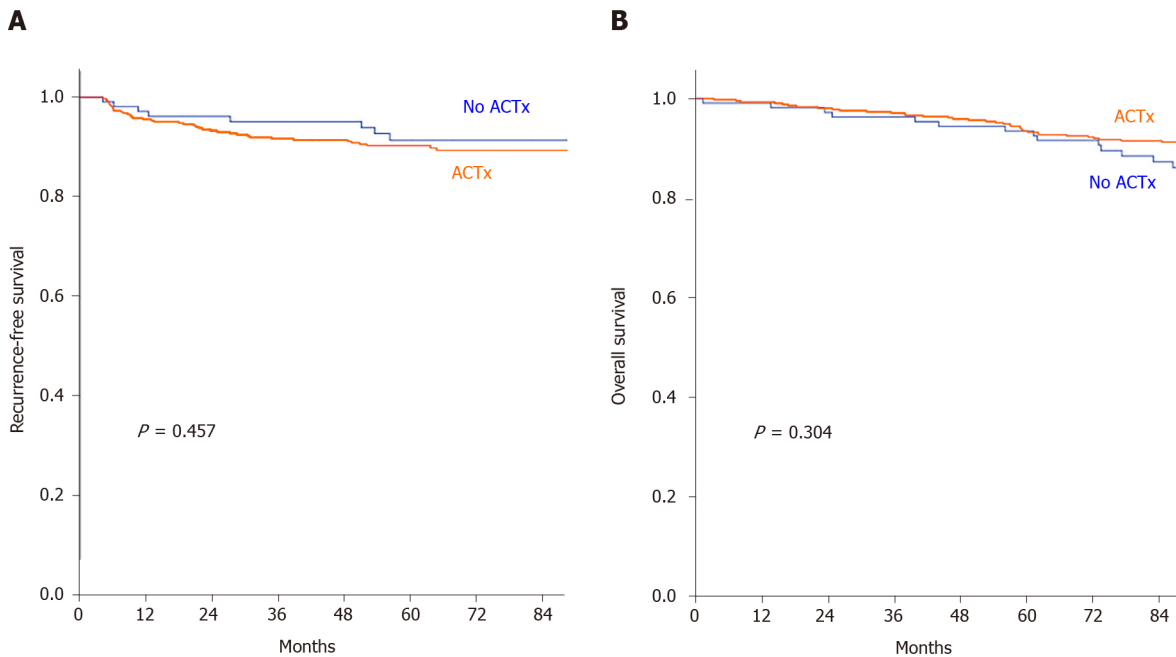 A
Recurrence-free survival
1.0
0.8
0.6
0.4
0.2
0.0
No ACTx
ACTx
P = 0.457
0 12 24 36 48 60 72 84
Months
B
Overall survival
1.0
0.8
0.6
0.4
0.2
0.0
ACTx
No ACTx
P = 0.304
0 12 24 36 48 60 72 84
Months